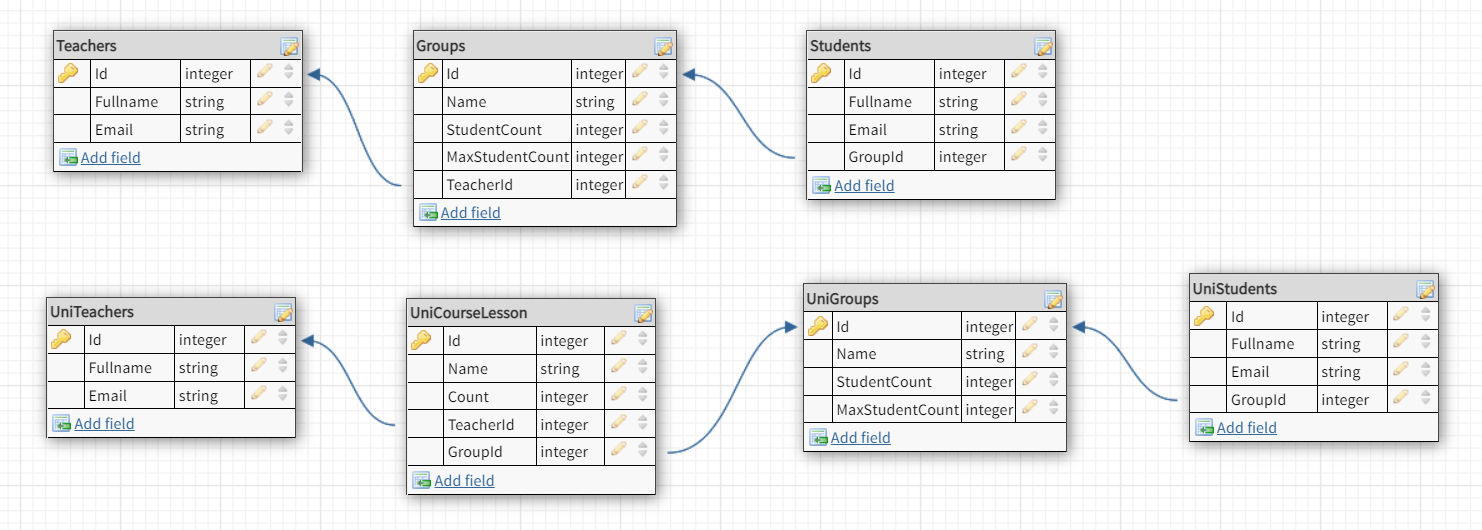 Teachers
Id integer
Fullname string
Email string
Add field
Groups
Id integer
Name string
StudentCount integer
MaxStudentCount integer
TeacherId integer
Add field
Students
Id integer
Fullname string
Email string
GroupId integer
Add field
UniTeachers
Id integer
Fullname string
Email string
Add field
UniCourseLesson
Id integer
Name string
Count integer
TeacherId integer
GroupId integer
Add field
UniGroups
Id integer
Name string
StudentCount integer
MaxStudentCount integer
Add field
UniStudents
Id integer
Fullname string
Email string
GroupId integer
Add field